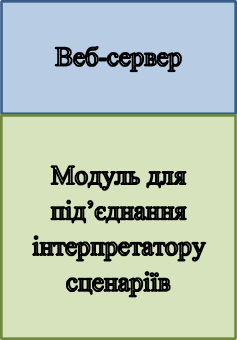 Веб-сервер
Модуль для
під’єднання
інтерпретатору
сценаріїв